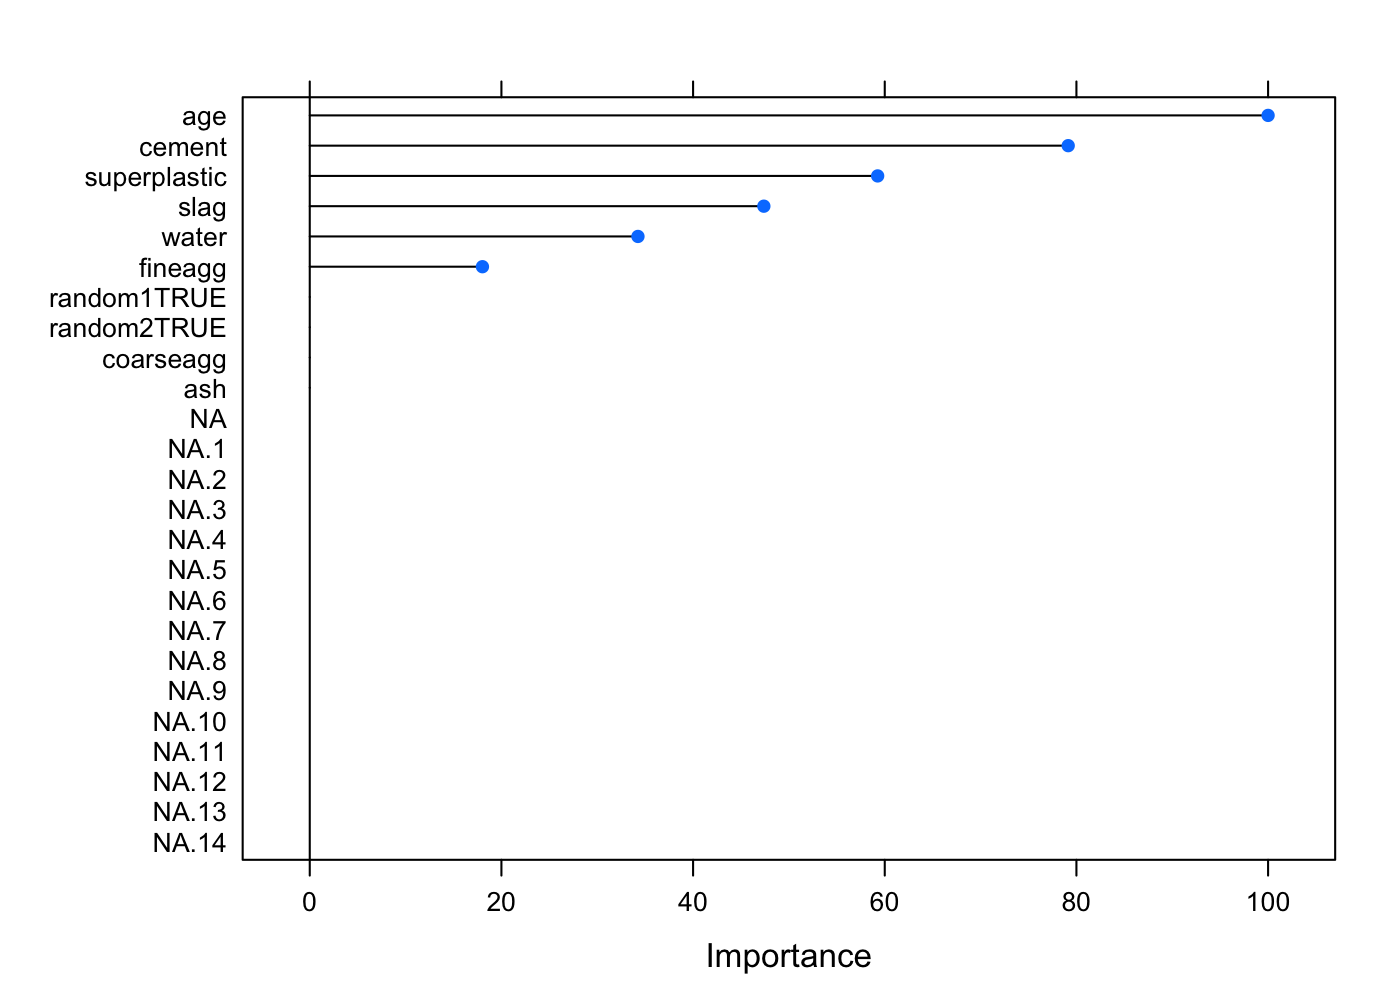 age
cement
superplastic
slag
water
fineagg
random1TRUE
random2TRUE
coarseagg
ash
NA
NA.1
NA.2
NA.3
NA.4
NA.5
NA.6
NA.7
NA.8
NA.9
NA.10
NA.11
NA.12
NA.13
NA.14
0 20 40 60 80 100
Importance